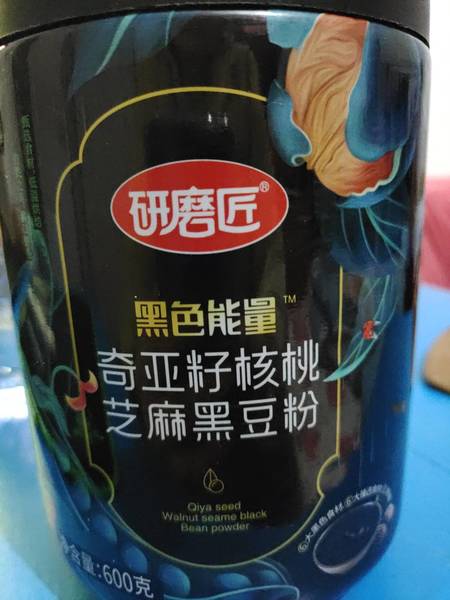 研磨匠®
黑色能量™
奇亚籽核桃
芝麻黑豆粉
Qiya seed
Walnut seame black
Bean powder
净含量:600克